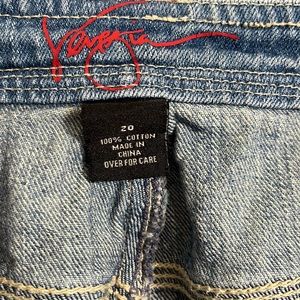 20
100% COTTON
MADE IN
CHINA
OVER FOR CARE